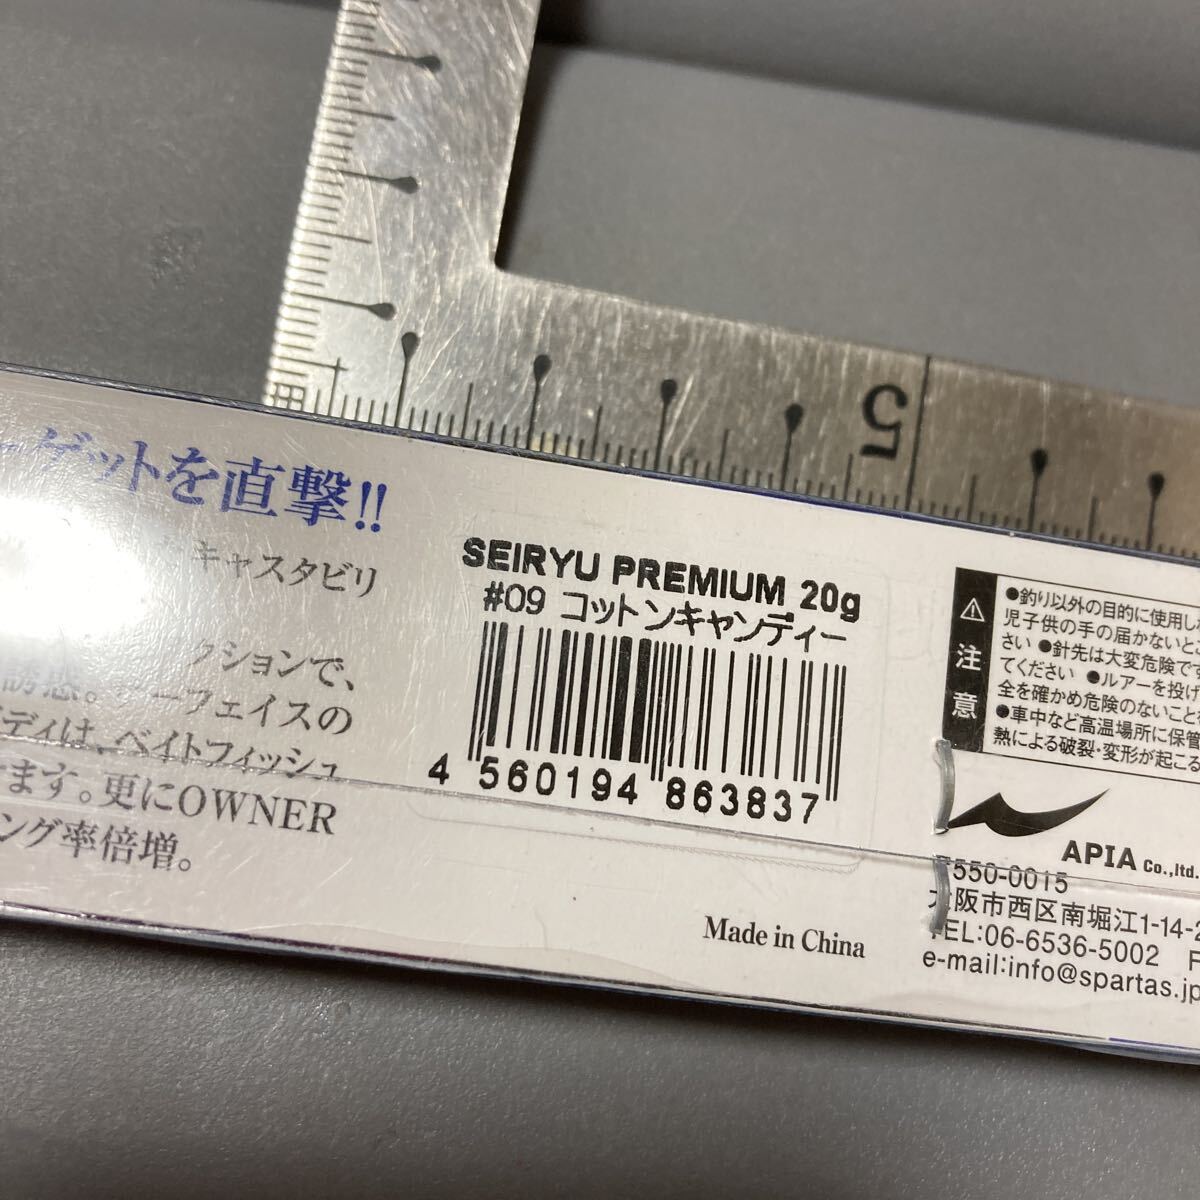 5
ーゲットを直撃!!
キャスタビリ
クションで、
誘惑。
ーフェイスの
ディは、ベイトフィッシュ
ます。更にOWNER
ング率倍増。
SEIRYU PREMIUM 20g
#09 コットンキャンディー
4 560194 863837
Made in China
⚠注意
●釣り以外の目的に使用し
児子供の手の届かないとこ
さい ●針先は大変危険です
てください ●ルアーを投げ
全を確かめ危険のないこと
●車中など高温場所に保管
熱による破裂・変形が起こる
APIA Co.,ltd.
〒550-0015
大阪市西区南堀江1-14-2
TEL:06-6536-5002 F
e-mail:info@spartas.jp